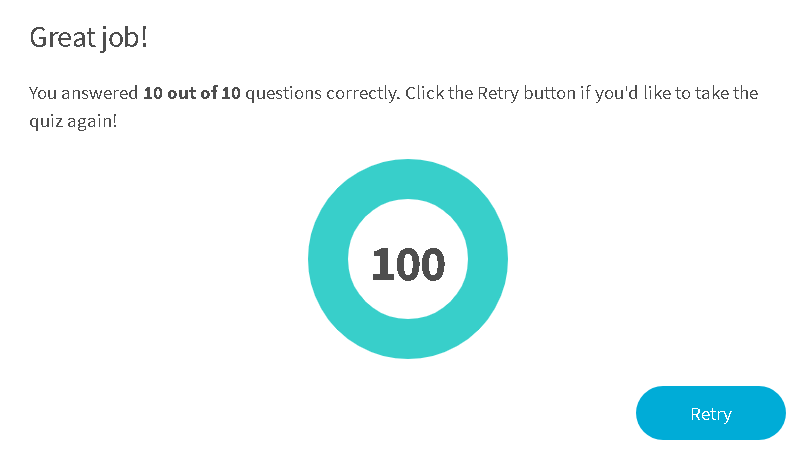 Great job!
You answered 10 out of 10 questions correctly. Click the Retry button if you'd like to take the
quiz again!
100
Retry